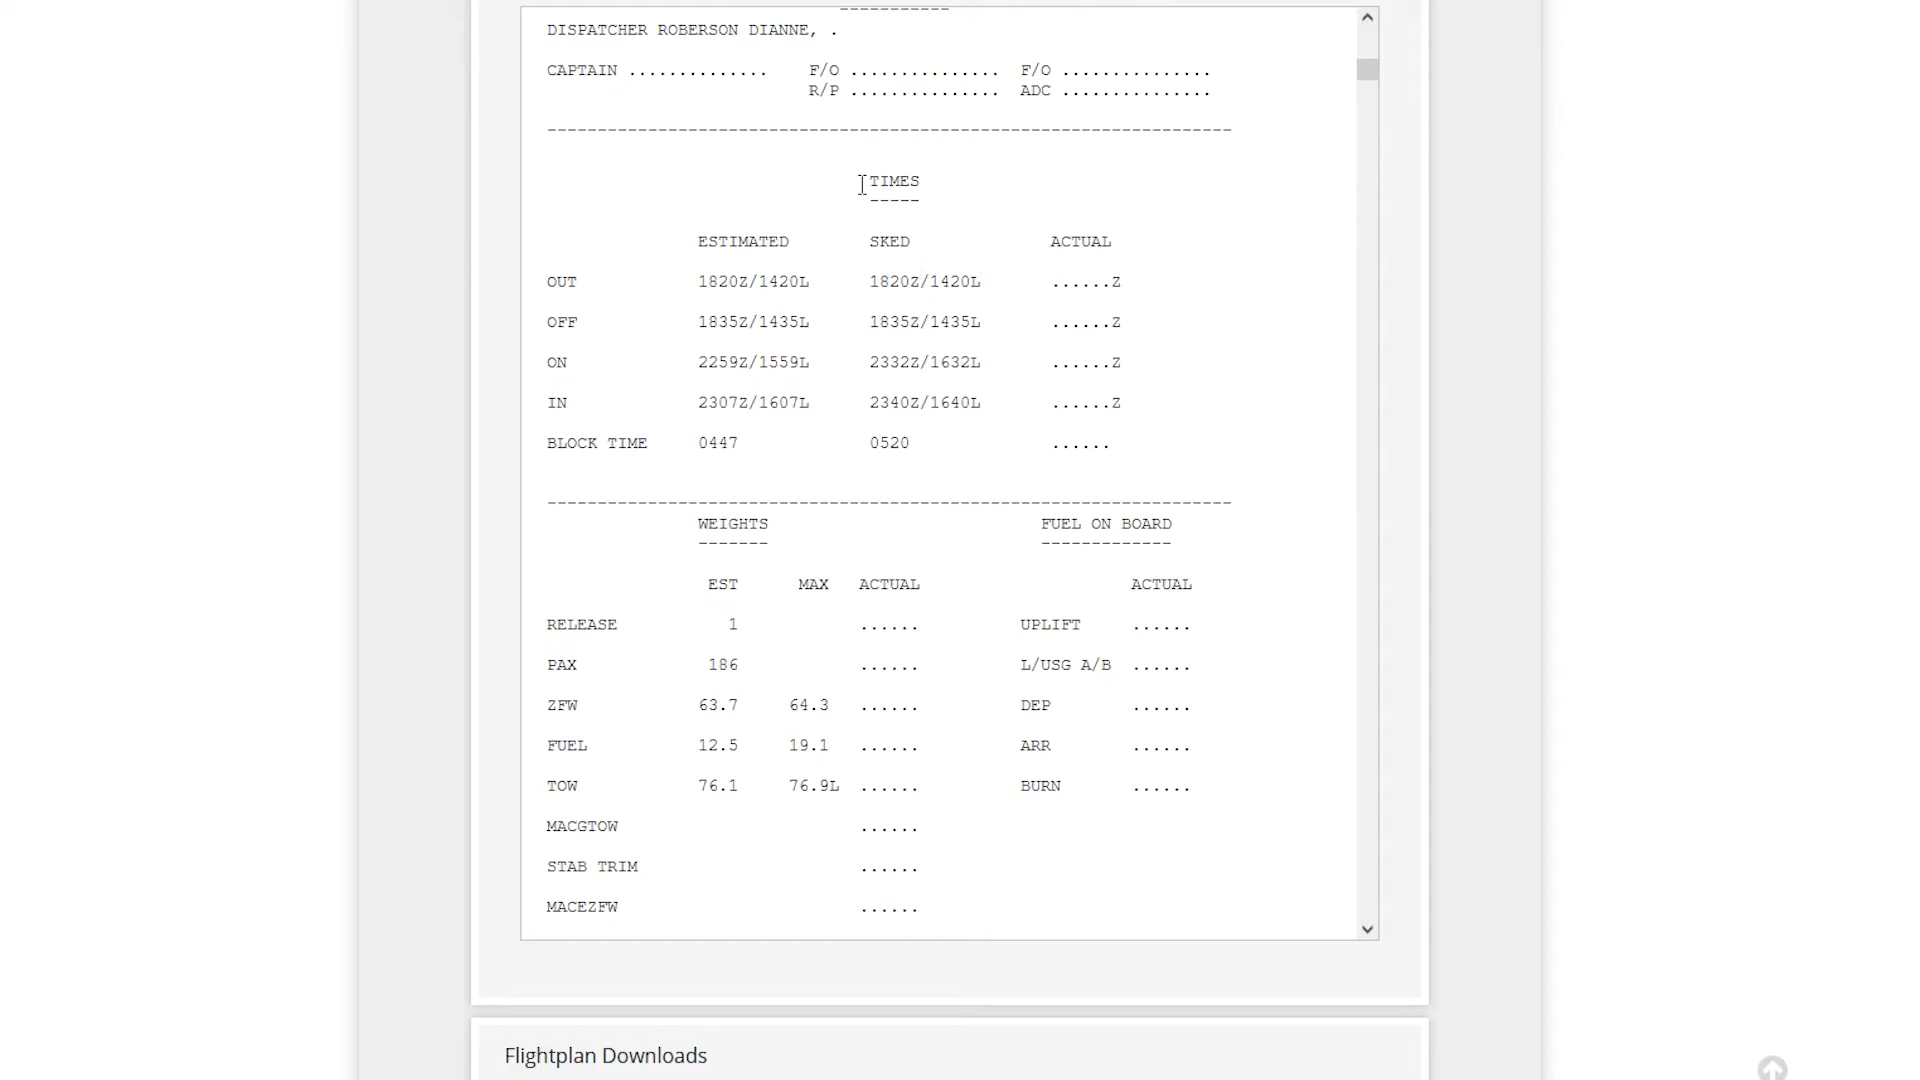 -----------
DISPATCHER ROBERSON DIANNE, .
CAPTAIN .............. F/O ............... F/O ...............
R/P ............... ADC ...............
--------------------------------------------------------------------
TIMES
-----
ESTIMATED SKED ACTUAL
OUT 1820Z/1420L 1820Z/1420L ......Z
OFF 1835Z/1435L 1835Z/1435L ......Z
ON 2259Z/1559L 2332Z/1632L ......Z
IN 2307Z/1607L 2340Z/1640L ......Z
BLOCK TIME 0447 0520 ......
--------------------------------------------------------------------
WEIGHTS FUEL ON BOARD
------- -------------
EST MAX ACTUAL ACTUAL
RELEASE 1 ...... UPLIFT ......
PAX 186 ...... L/USG A/B ......
ZFW 63.7 64.3 ...... DEP ......
FUEL 12.5 19.1 ...... ARR ......
TOW 76.1 76.9L ...... BURN ......
MACGTOW ......
STAB TRIM ......
MACEZFW ......
Flightplan Downloads